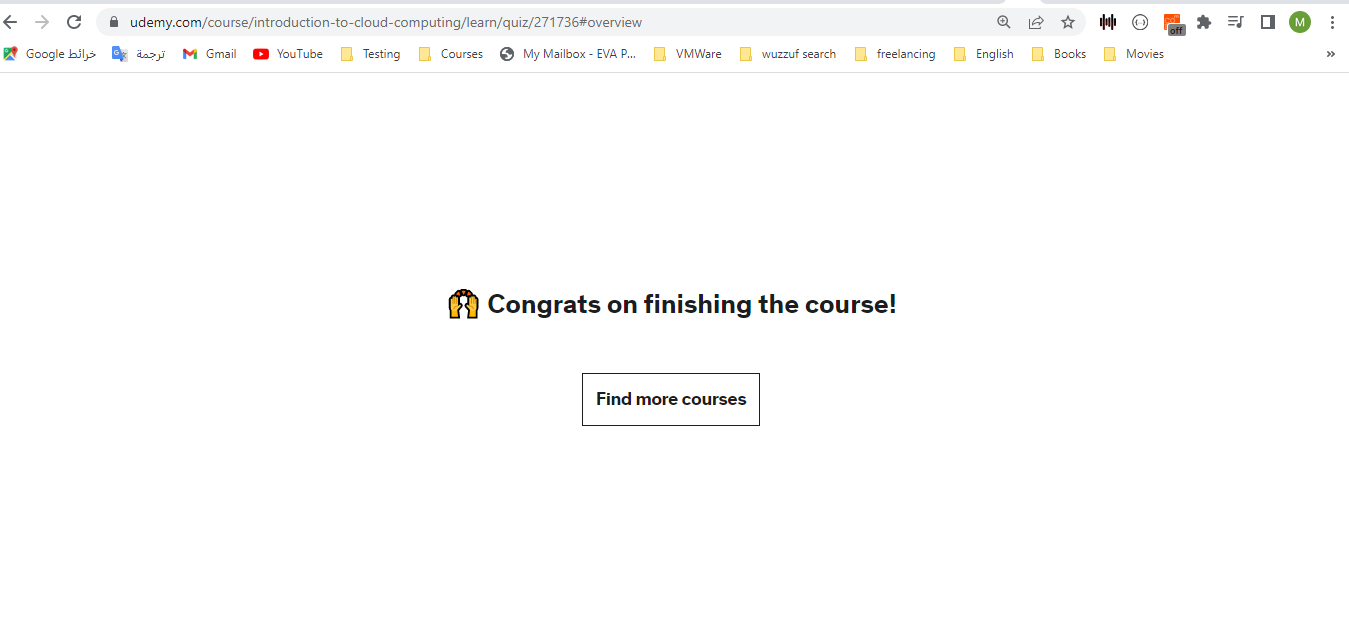 udemy.com/course/introduction-to-cloud-computing/learn/quiz/271736#overview
off
M
خرائط Google
ترجمة
Gmail
YouTube
Testing
Courses
My Mailbox - EVA P...
VMWare
wuzzuf search
freelancing
English
Books
Movies
»
🙌 Congrats on finishing the course!
Find more courses